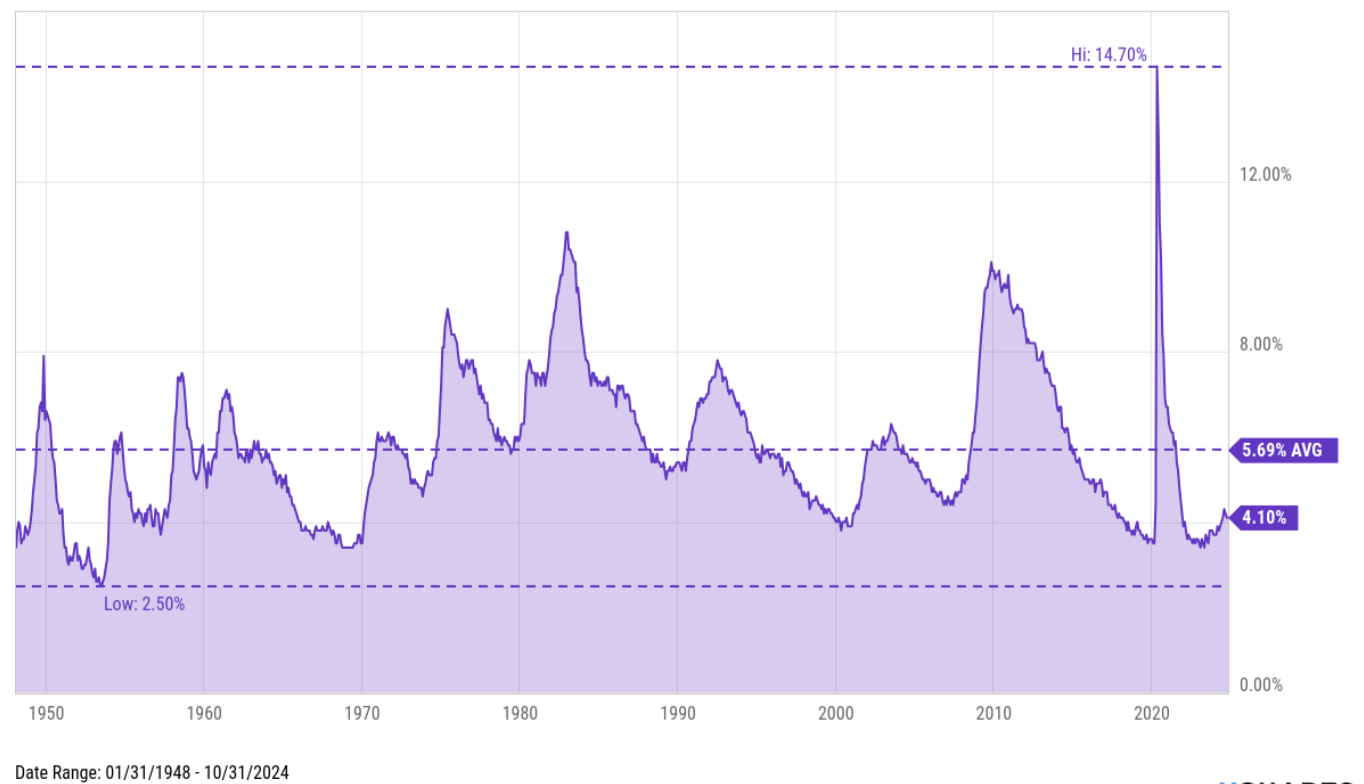 Hi: 14.70%
12.00%
8.00%
5.69% AVG
4.10%
Low: 2.50%
0.00%
1950 1960 1970 1980 1990 2000 2010 2020
Date Range: 01/31/1948 - 10/31/2024